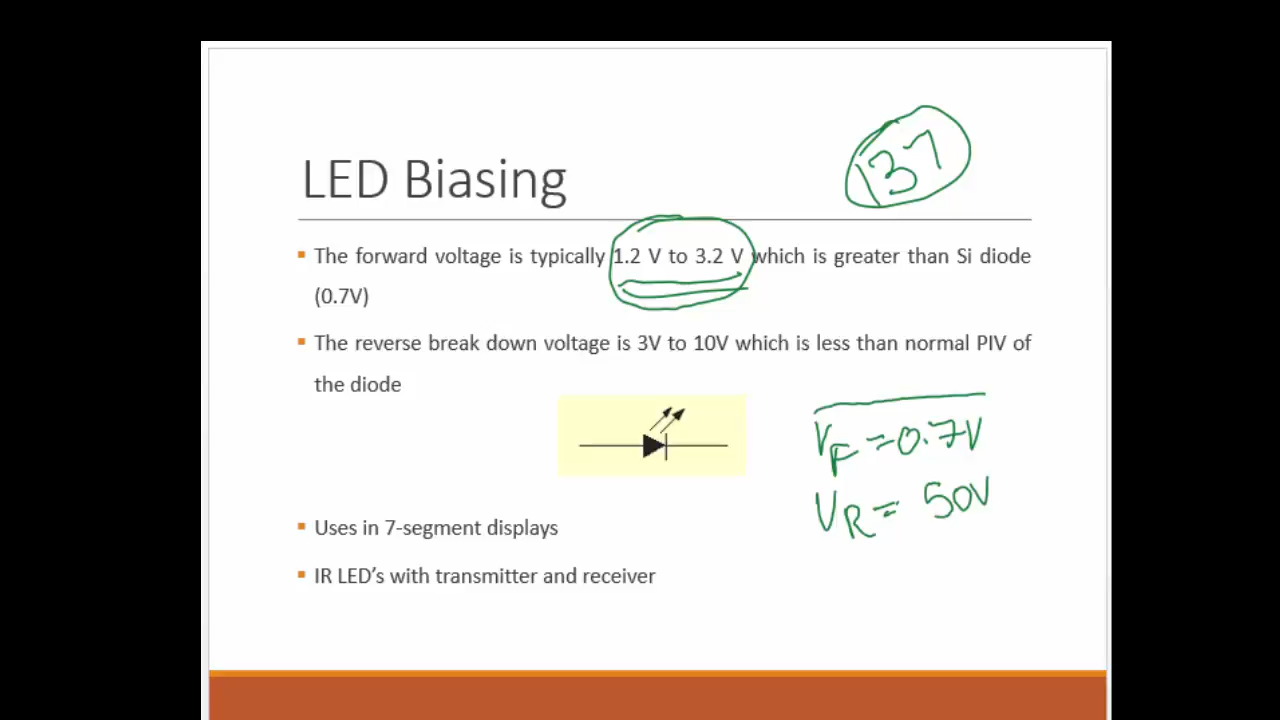 137
LED Biasing
▪ The forward voltage is typically 1.2 V to 3.2 V which is greater than Si diode
(0.7V)
▪ The reverse break down voltage is 3V to 10V which is less than normal PIV of
the diode
V_F = 0.7V
V_R = 50V
▪ Uses in 7-segment displays
▪ IR LED’s with transmitter and receiver